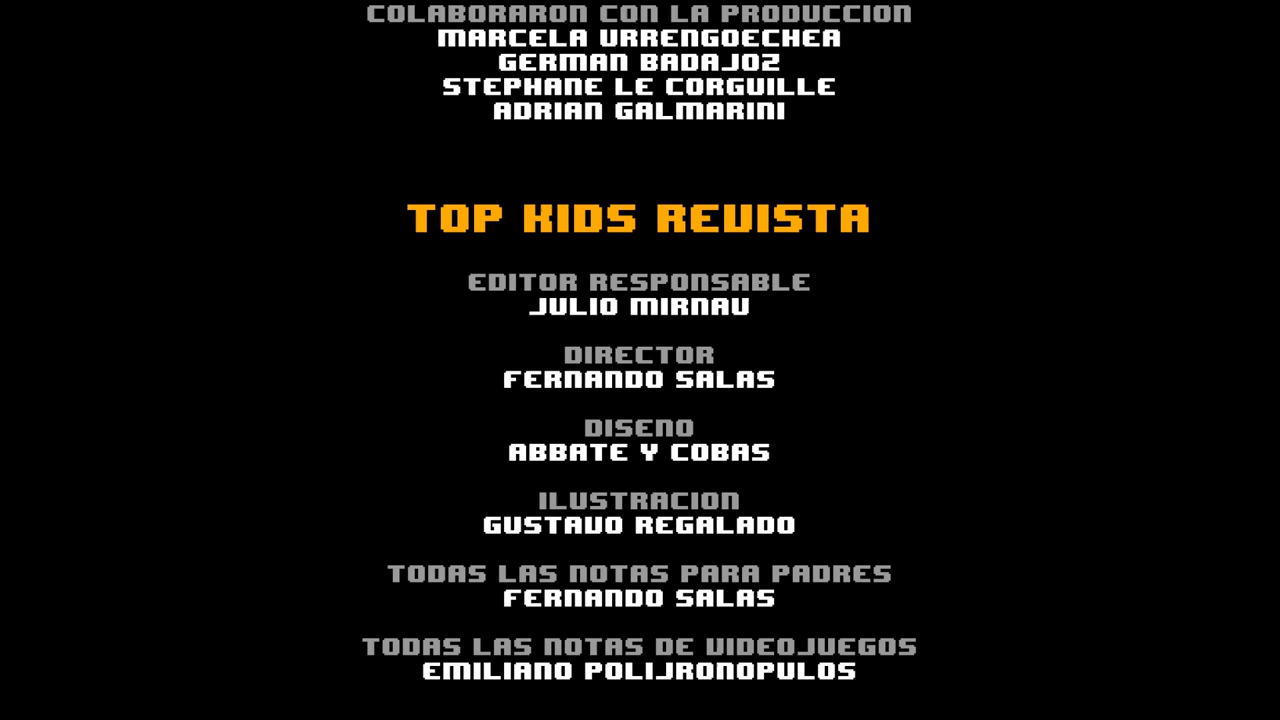 COLABORARON CON LA PRODUCCION
MARCELA URRENGOECHEA
GERMAN BADAJOZ
STEPHANE LE CORGUILLE
ADRIAN GALMARINI
TOP KIDS REVISTA
EDITOR RESPONSABLE
JULIO MIRNAU
DIRECTOR
FERNANDO SALAS
DISENO
ABBATE Y COBAS
ILUSTRACION
GUSTAVO REGALADO
TODAS LAS NOTAS PARA PADRES
FERNANDO SALAS
TODAS LAS NOTAS DE VIDEOJUEGOS
EMILIANO POLIJRONOPULOS